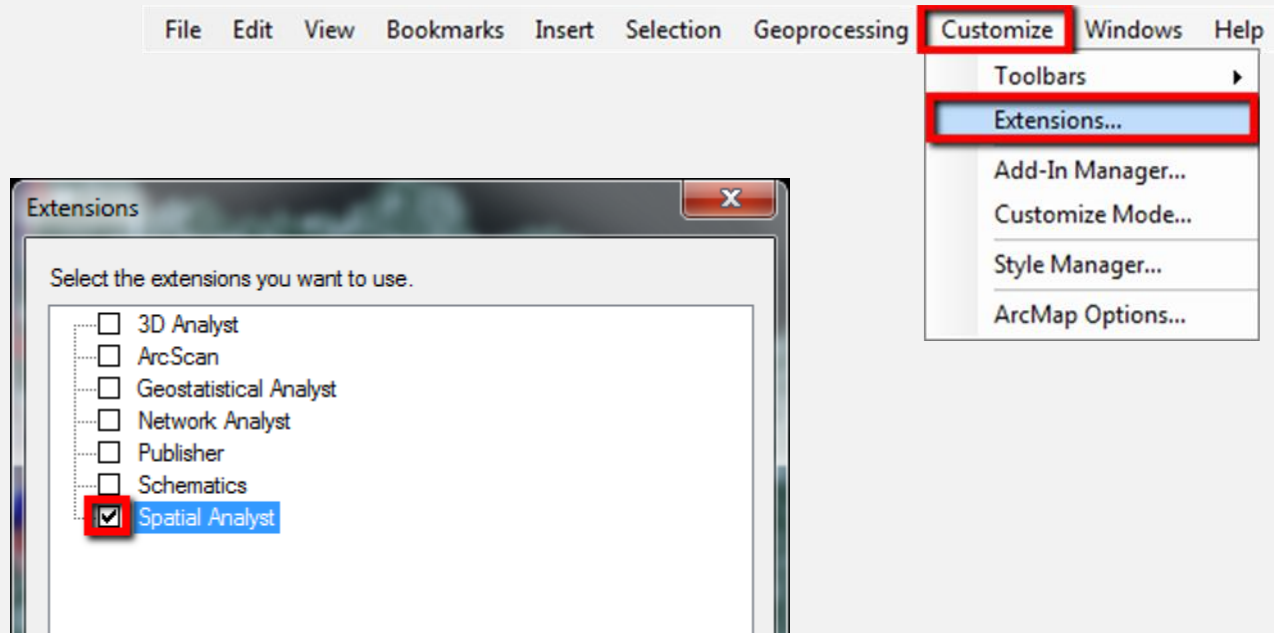 File Edit View Bookmarks Insert Selection Geoprocessing Customize Windows Help
Toolbars
Extensions...
Add-In Manager...
Customize Mode...
Style Manager...
ArcMap Options...
Extensions
Select the extensions you want to use.
3D Analyst
ArcScan
Geostatistical Analyst
Network Analyst
Publisher
Schematics
Spatial Analyst